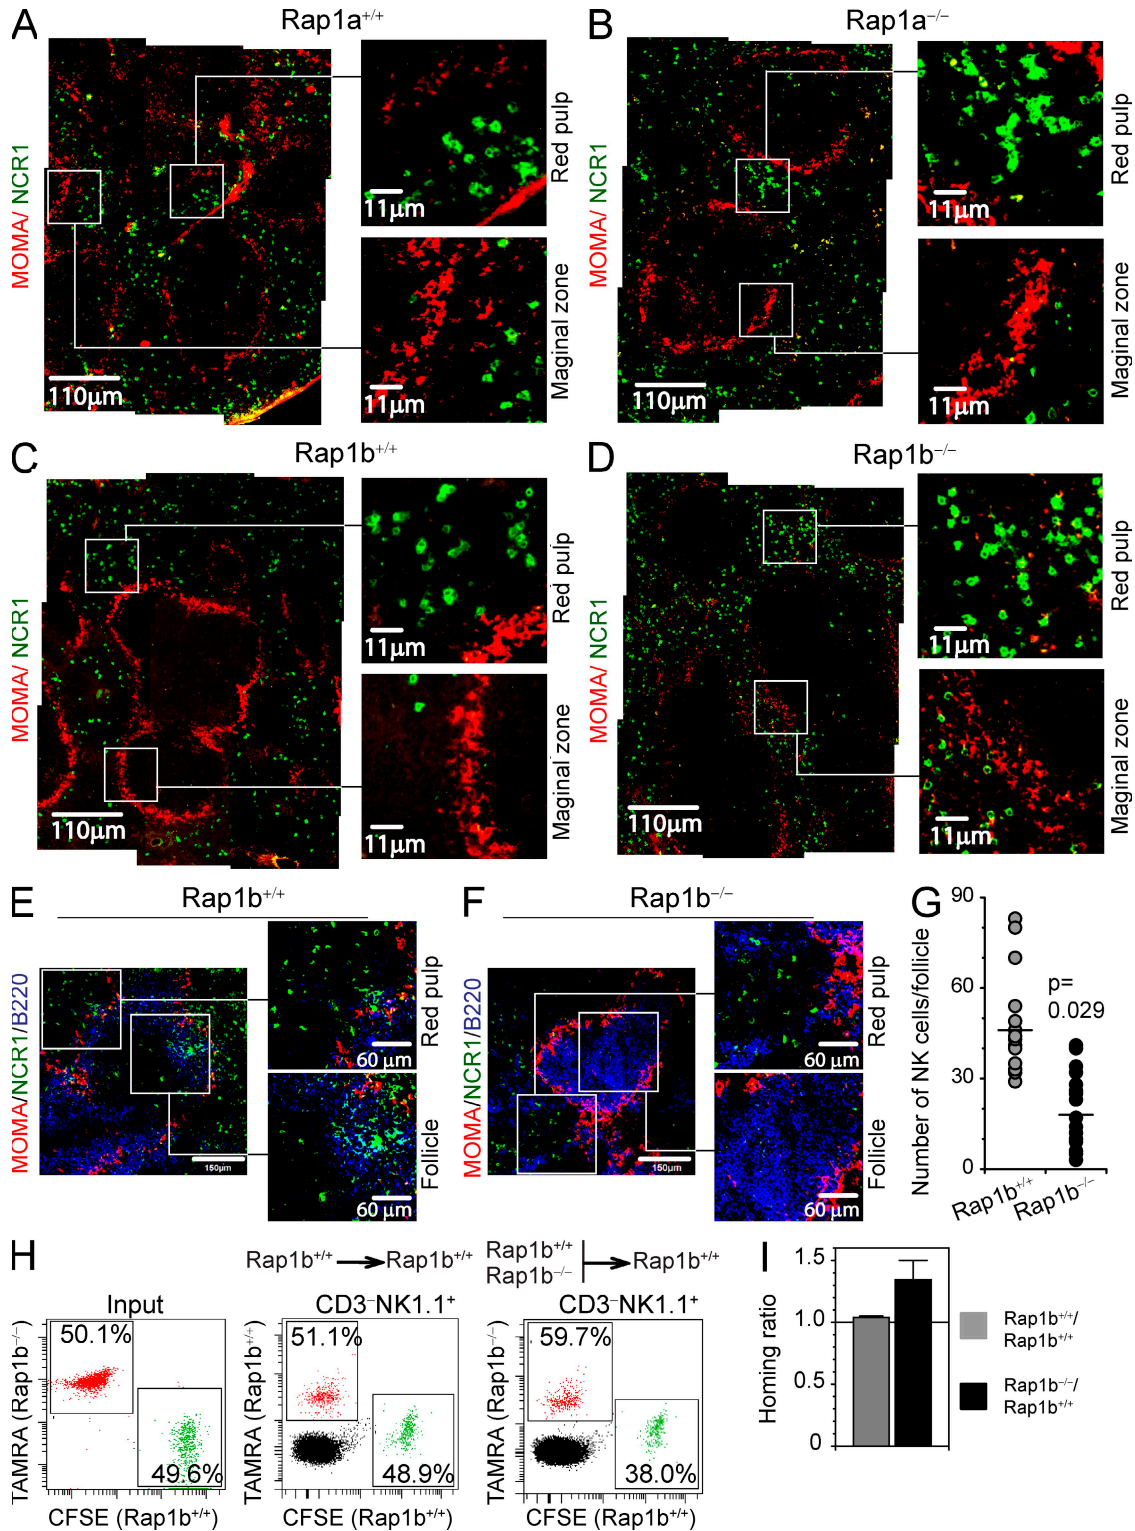 A
Rap1a+/+
MOMA/ NCR1
110µm
11µm
Red pulp
11µm
Maginal zone
B
Rap1a−/−
MOMA/ NCR1
110µm
11µm
Red pulp
11µm
Maginal zone
C
Rap1b+/+
MOMA/ NCR1
110µm
11µm
Red pulp
11µm
Maginal zone
D
Rap1b−/−
MOMA/ NCR1
110µm
11µm
Red pulp
11µm
Maginal zone
E
Rap1b+/+
MOMA/NCR1/B220
150µm
60 µm
Red pulp
60 µm
Follicle
F
Rap1b−/−
MOMA/NCR1/B220
150µm
60 µm
Red pulp
60 µm
Follicle
G
Number of NK cells/follicle
90
60
30
0
p=
0.029
Rap1b+/+
Rap1b−/−
H
Rap1b+/+
Rap1b+/+
Rap1b+/+
Rap1b−/−
Rap1b+/+
Input
TAMRA (Rap1b−/−)
50.1%
49.6%
CFSE (Rap1b+/+)
CD3−NK1.1+
TAMRA (Rap1b+/+)
51.1%
48.9%
CFSE (Rap1b+/+)
CD3−NK1.1+
TAMRA (Rap1b−/−)
59.7%
38.0%
CFSE (Rap1b+/+)
I
Homing ratio
1.5
1.0
0.5
0
Rap1b+/+/
Rap1b+/+
Rap1b−/−/
Rap1b+/+